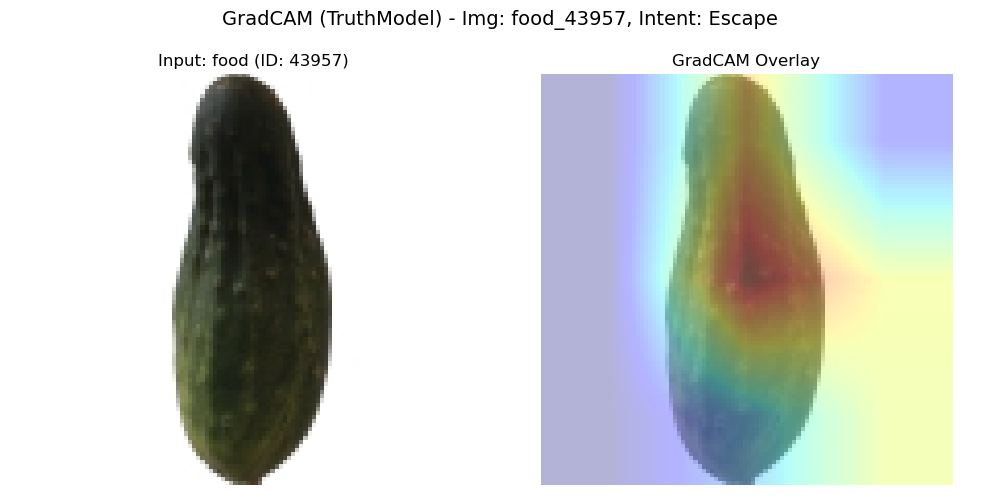 GradCAM (TruthModel) - Img: food_43957, Intent: Escape
Input: food (ID: 43957)
GradCAM Overlay